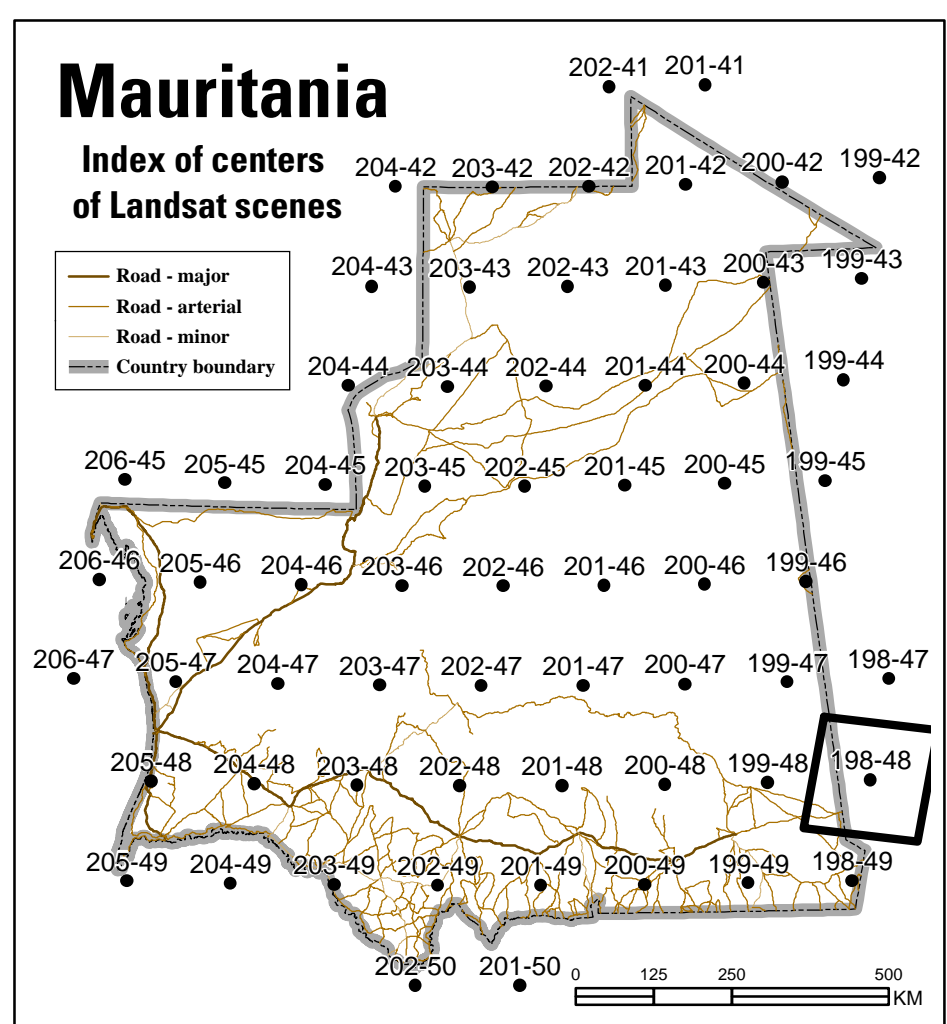 Mauritania
Index of centers
of Landsat scenes
202-41 201-41
204-42 203-42 202-42 201-42 200-42 199-42
Road - major
Road - arterial
Road - minor
Country boundary
204-43 203-43 202-43 201-43 200-43 199-43
204-44 203-44 202-44 201-44 200-44 199-44
206-45 205-45 204-45 203-45 202-45 201-45 200-45 199-45
206-46 205-46 204-46 203-46 202-46 201-46 200-46 199-46
206-47 205-47 204-47 203-47 202-47 201-47 200-47 199-47 198-47
205-48 204-48 203-48 202-48 201-48 200-48 199-48 198-48
205-49 204-49 203-49 202-49 201-49 200-49 199-49 198-49
202-50 201-50
0 125 250 500
KM